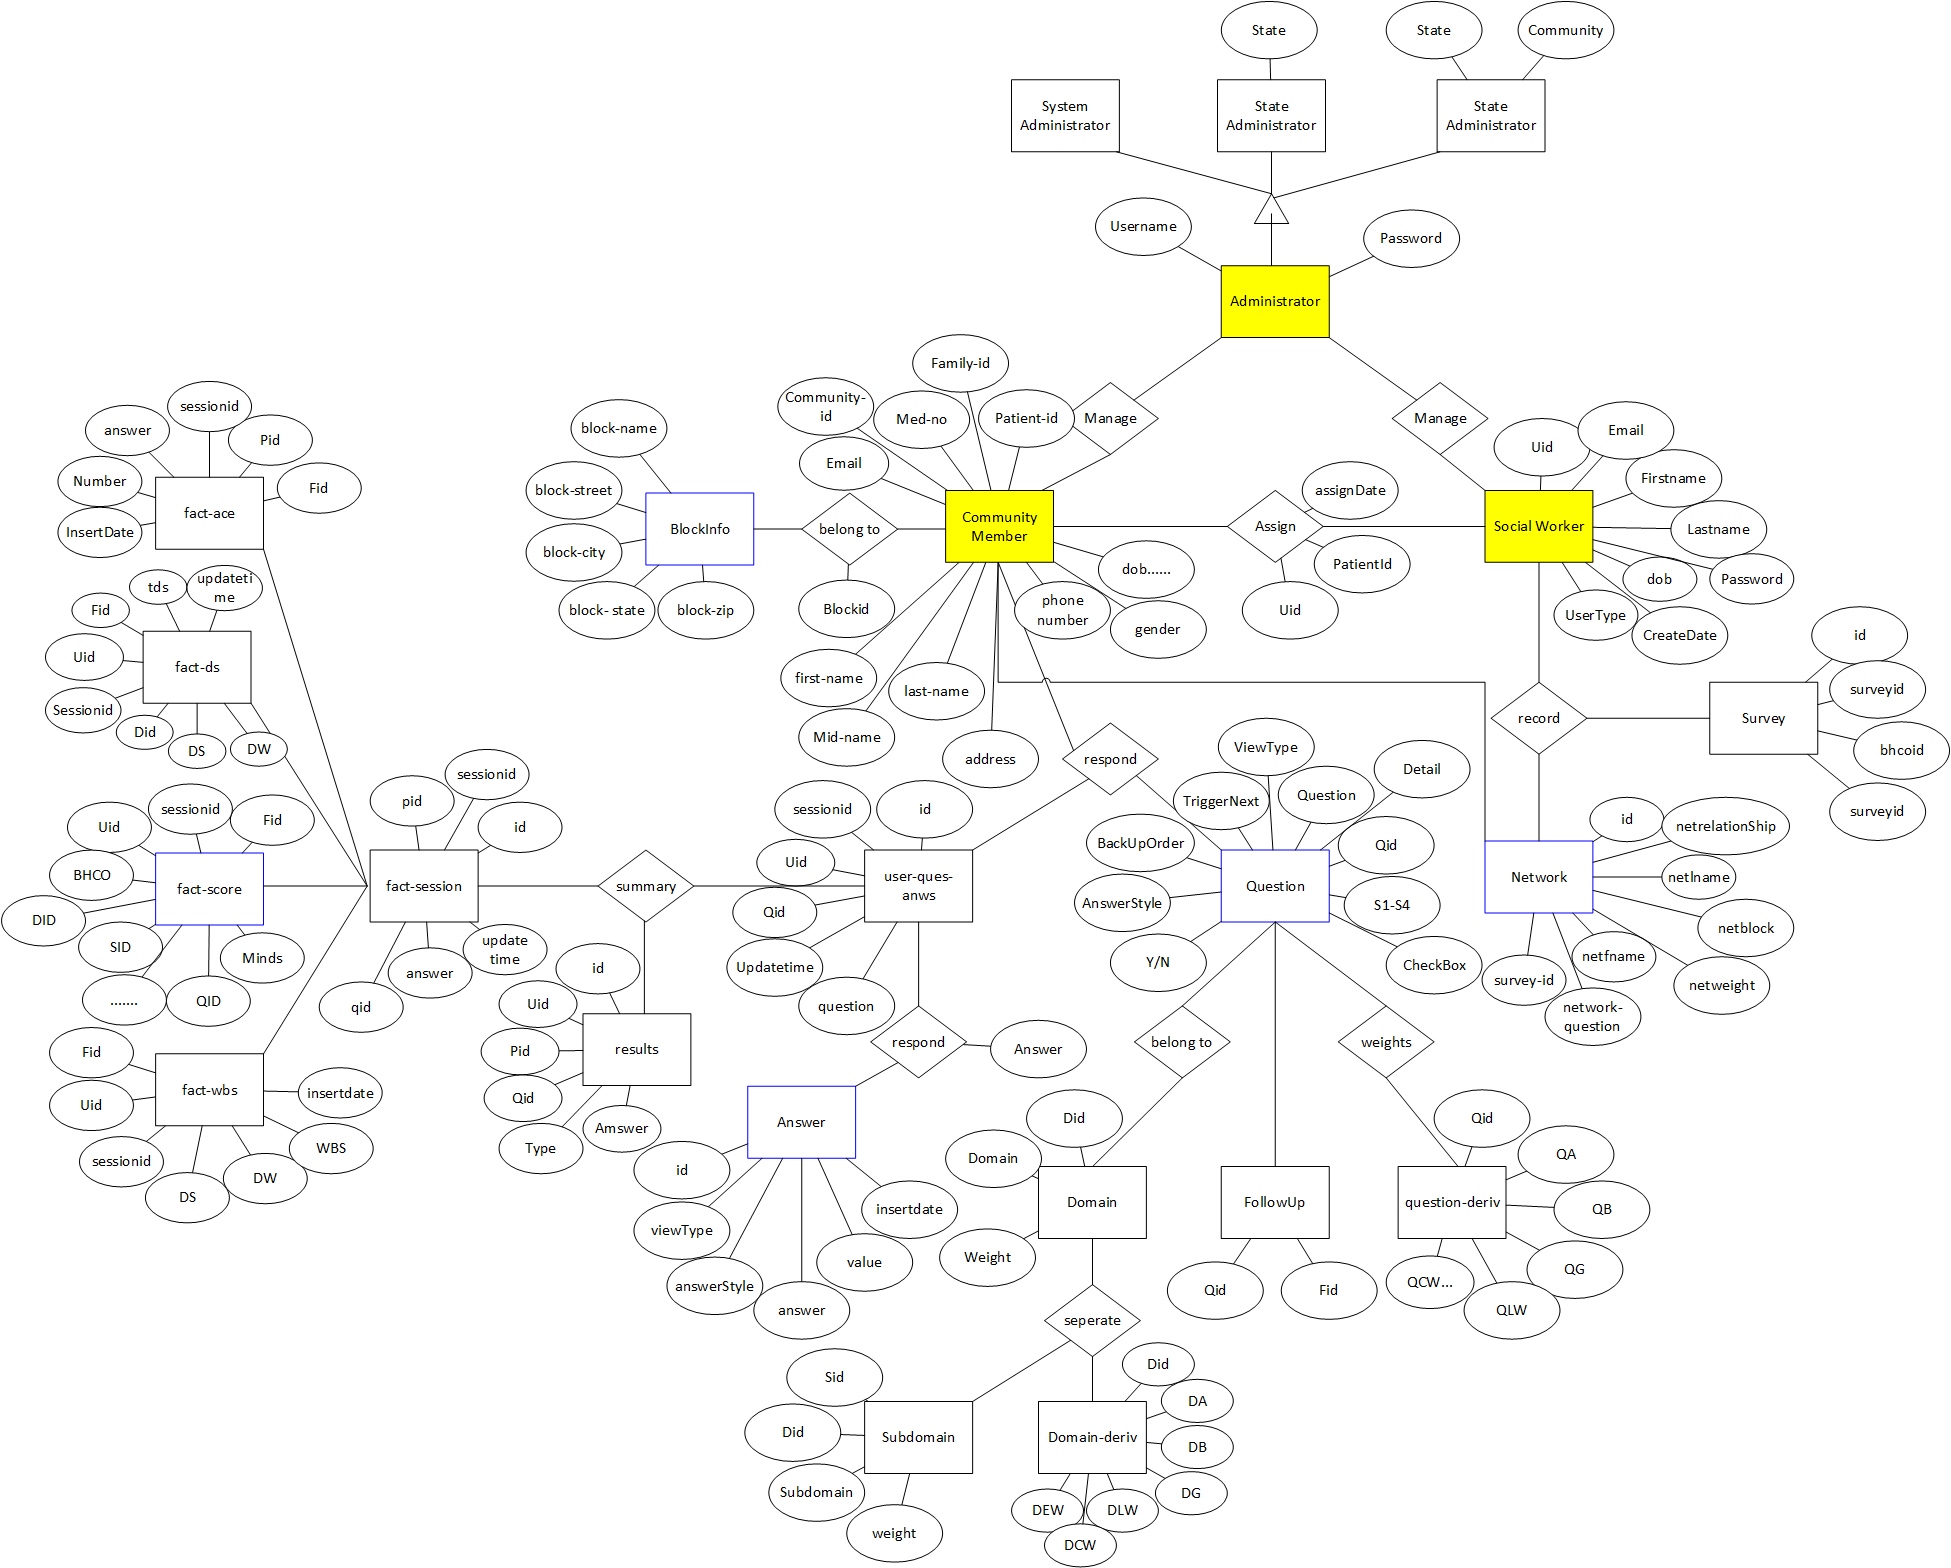 State
State
Community
System
Administrator
State
Administrator
State
Administrator
Username
Password
Administrator
Family-id
Community-
id
Med-no
Patient-id
Manage
Manage
Email
block-name
block-street
block-city
block- state
block-zip
BlockInfo
belong to
Blockid
Community
Member
Assign
assignDate
PatientId
Uid
Social Worker
Uid
Email
Firstname
Lastname
Password
dob
CreateDate
UserType
dob......
gender
phone
number
first-name
Mid-name
last-name
address
sessionid
answer
Pid
Number
Fid
InsertDate
fact-ace
tds
updateti
me
Fid
Uid
Sessionid
Did
DS
DW
fact-ds
record
Survey
id
surveyid
bhcoid
surveyid
respond
ViewType
TriggerNext
Question
Detail
BackUpOrder
Qid
AnswerStyle
S1-S4
Y/N
CheckBox
Question
Network
id
netrelationShip
netlname
netblock
netweight
netfname
network-
question
survey-id
sessionid
Uid
Fid
BHCO
DID
SID
.......
QID
Minds
fact-score
pid
sessionid
id
fact-session
update
time
answer
qid
summary
sessionid
id
Uid
Qid
Updatetime
question
user-ques-
anws
id
Uid
Pid
Qid
Type
Amswer
results
respond
Answer
Answer
id
viewType
answerStyle
answer
value
insertdate
Fid
Uid
sessionid
DS
DW
WBS
insertdate
fact-wbs
belong to
weights
Did
Domain
Weight
Domain
FollowUp
Qid
Fid
question-deriv
Qid
QA
QB
QG
QLW
QCW...
seperate
Sid
Did
Subdomain
weight
Subdomain
Domain-deriv
Did
DA
DB
DG
DLW
DCW
DEW